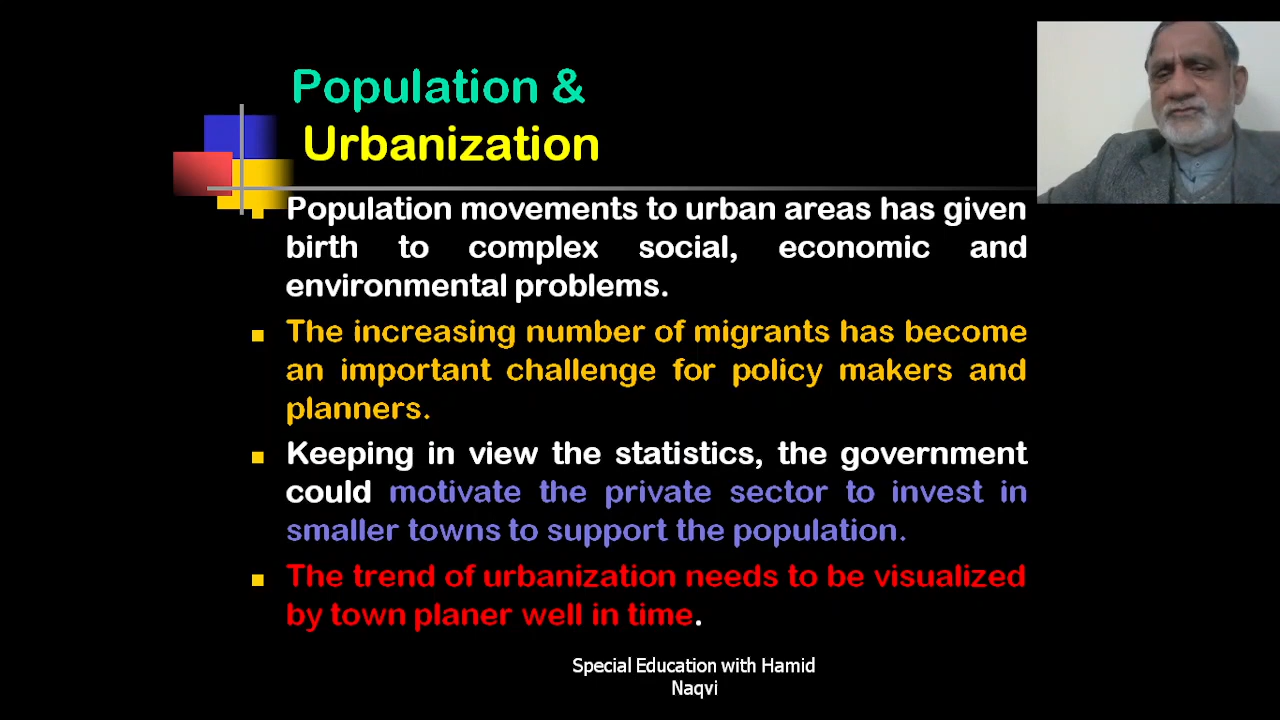 Population &
Urbanization
Population movements to urban areas has given
birth to complex social, economic and
environmental problems.
The increasing number of migrants has become
an important challenge for policy makers and
planners.
Keeping in view the statistics, the government
could motivate the private sector to invest in
smaller towns to support the population.
The trend of urbanization needs to be visualized
by town planer well in time.
Special Education with Hamid
Naqvi